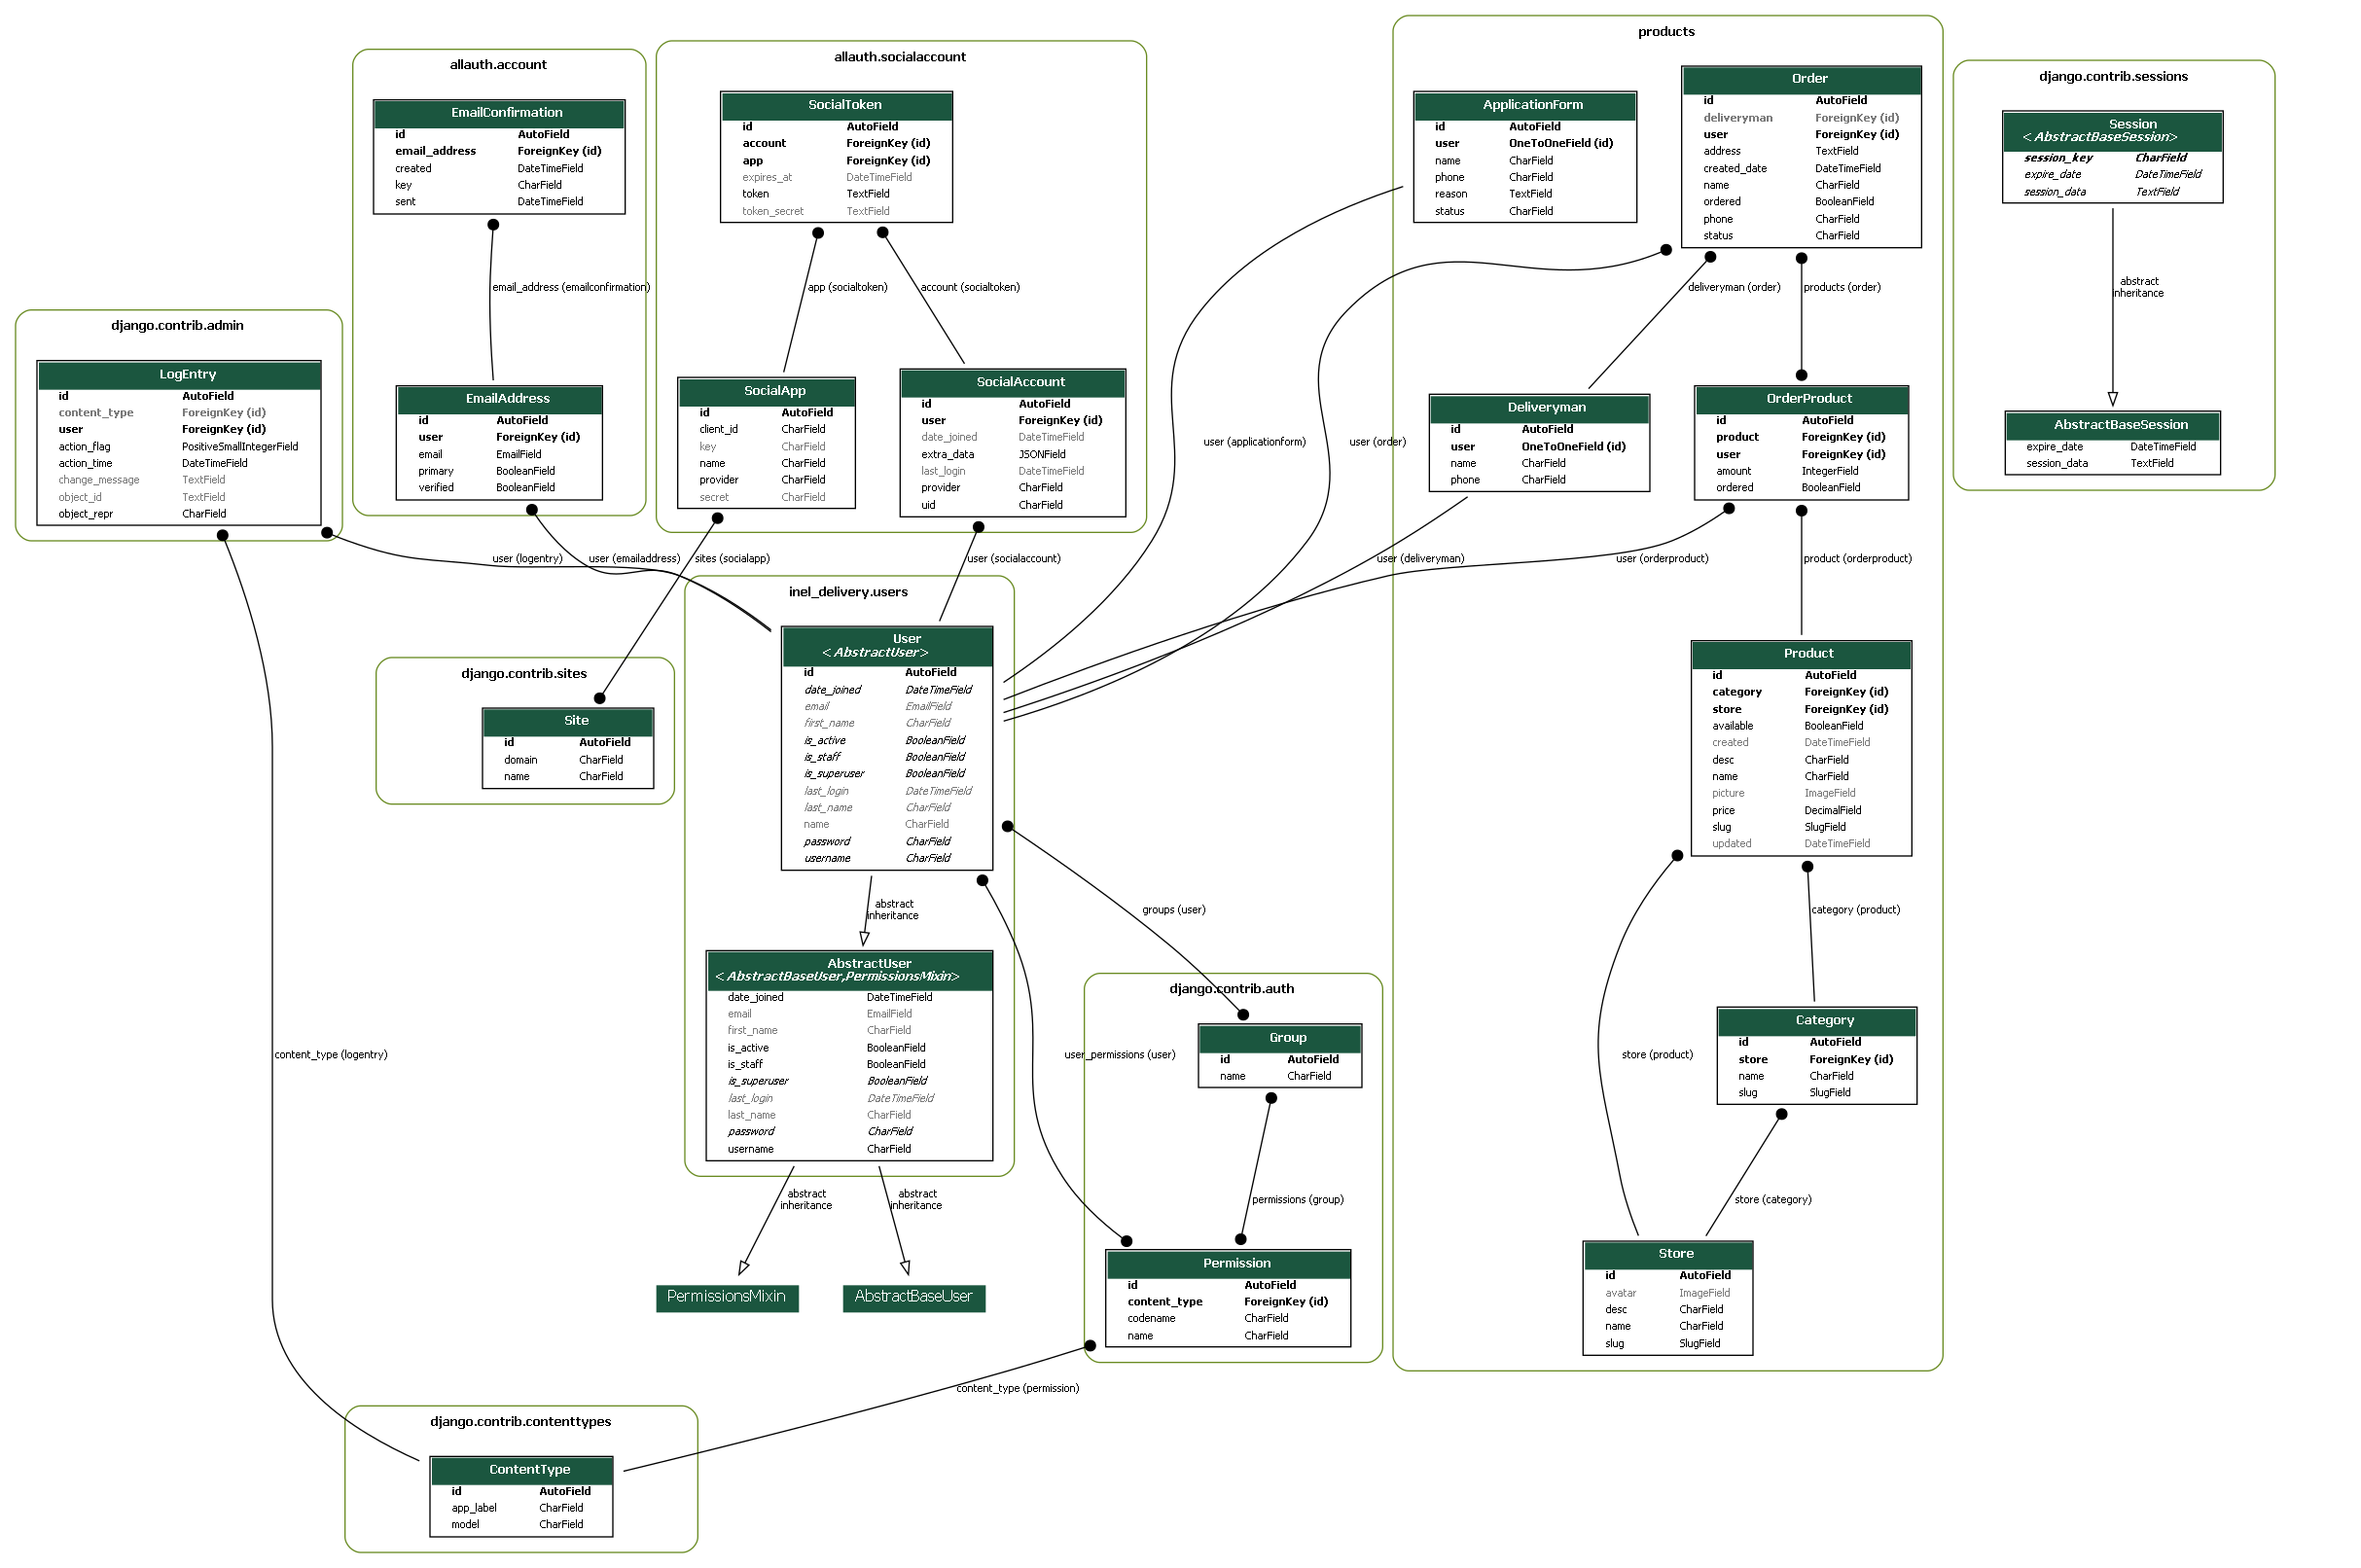 allauth.account
EmailConfirmation
id AutoField
email_address ForeignKey (id)
created DateTimeField
key CharField
sent DateTimeField
email_address (emailconfirmation)
EmailAddress
id AutoField
user ForeignKey (id)
email EmailField
primary BooleanField
verified BooleanField
allauth.socialaccount
SocialToken
id AutoField
account ForeignKey (id)
app ForeignKey (id)
expires_at DateTimeField
token TextField
token_secret TextField
app (socialtoken)
account (socialtoken)
SocialApp
id AutoField
client_id CharField
key CharField
name CharField
provider CharField
secret CharField
SocialAccount
id AutoField
user ForeignKey (id)
date_joined DateTimeField
extra_data JSONField
last_login DateTimeField
provider CharField
uid CharField
products
ApplicationForm
id AutoField
user OneToOneField (id)
name CharField
phone CharField
reason TextField
status CharField
Order
id AutoField
deliveryman ForeignKey (id)
user ForeignKey (id)
address TextField
created_date DateTimeField
name CharField
ordered BooleanField
phone CharField
status CharField
deliveryman (order)
products (order)
Deliveryman
id AutoField
user OneToOneField (id)
name CharField
phone CharField
OrderProduct
id AutoField
product ForeignKey (id)
user ForeignKey (id)
amount IntegerField
ordered BooleanField
user (applicationform)
user (order)
user (deliveryman)
user (orderproduct)
product (orderproduct)
Product
id AutoField
category ForeignKey (id)
store ForeignKey (id)
available BooleanField
created DateTimeField
desc CharField
name CharField
picture ImageField
price DecimalField
slug SlugField
updated DateTimeField
category (product)
store (product)
Category
id AutoField
store ForeignKey (id)
name CharField
slug SlugField
store (category)
Store
id AutoField
avatar ImageField
desc CharField
name CharField
slug SlugField
django.contrib.sessions
Session
<AbstractBaseSession>
session_key CharField
expire_date DateTimeField
session_data TextField
abstract
inheritance
AbstractBaseSession
expire_date DateTimeField
session_data TextField
django.contrib.admin
LogEntry
id AutoField
content_type ForeignKey (id)
user ForeignKey (id)
action_flag PositiveSmallIntegerField
action_time DateTimeField
change_message TextField
object_id TextField
object_repr CharField
user (logentry)
user (emailaddress)
sites (socialapp)
user (socialaccount)
django.contrib.sites
Site
id AutoField
domain CharField
name CharField
inel_delivery.users
User
<AbstractUser>
id AutoField
date_joined DateTimeField
email EmailField
first_name CharField
is_active BooleanField
is_staff BooleanField
is_superuser BooleanField
last_login DateTimeField
last_name CharField
name CharField
password CharField
username CharField
abstract
inheritance
AbstractUser
<AbstractBaseUser,PermissionsMixin>
date_joined DateTimeField
email EmailField
first_name CharField
is_active BooleanField
is_staff BooleanField
is_superuser BooleanField
last_login DateTimeField
last_name CharField
password CharField
username CharField
abstract
inheritance
abstract
inheritance
PermissionsMixin
AbstractBaseUser
groups (user)
user_permissions (user)
django.contrib.auth
Group
id AutoField
name CharField
permissions (group)
Permission
id AutoField
content_type ForeignKey (id)
codename CharField
name CharField
content_type (logentry)
content_type (permission)
django.contrib.contenttypes
ContentType
id AutoField
app_label CharField
model CharField